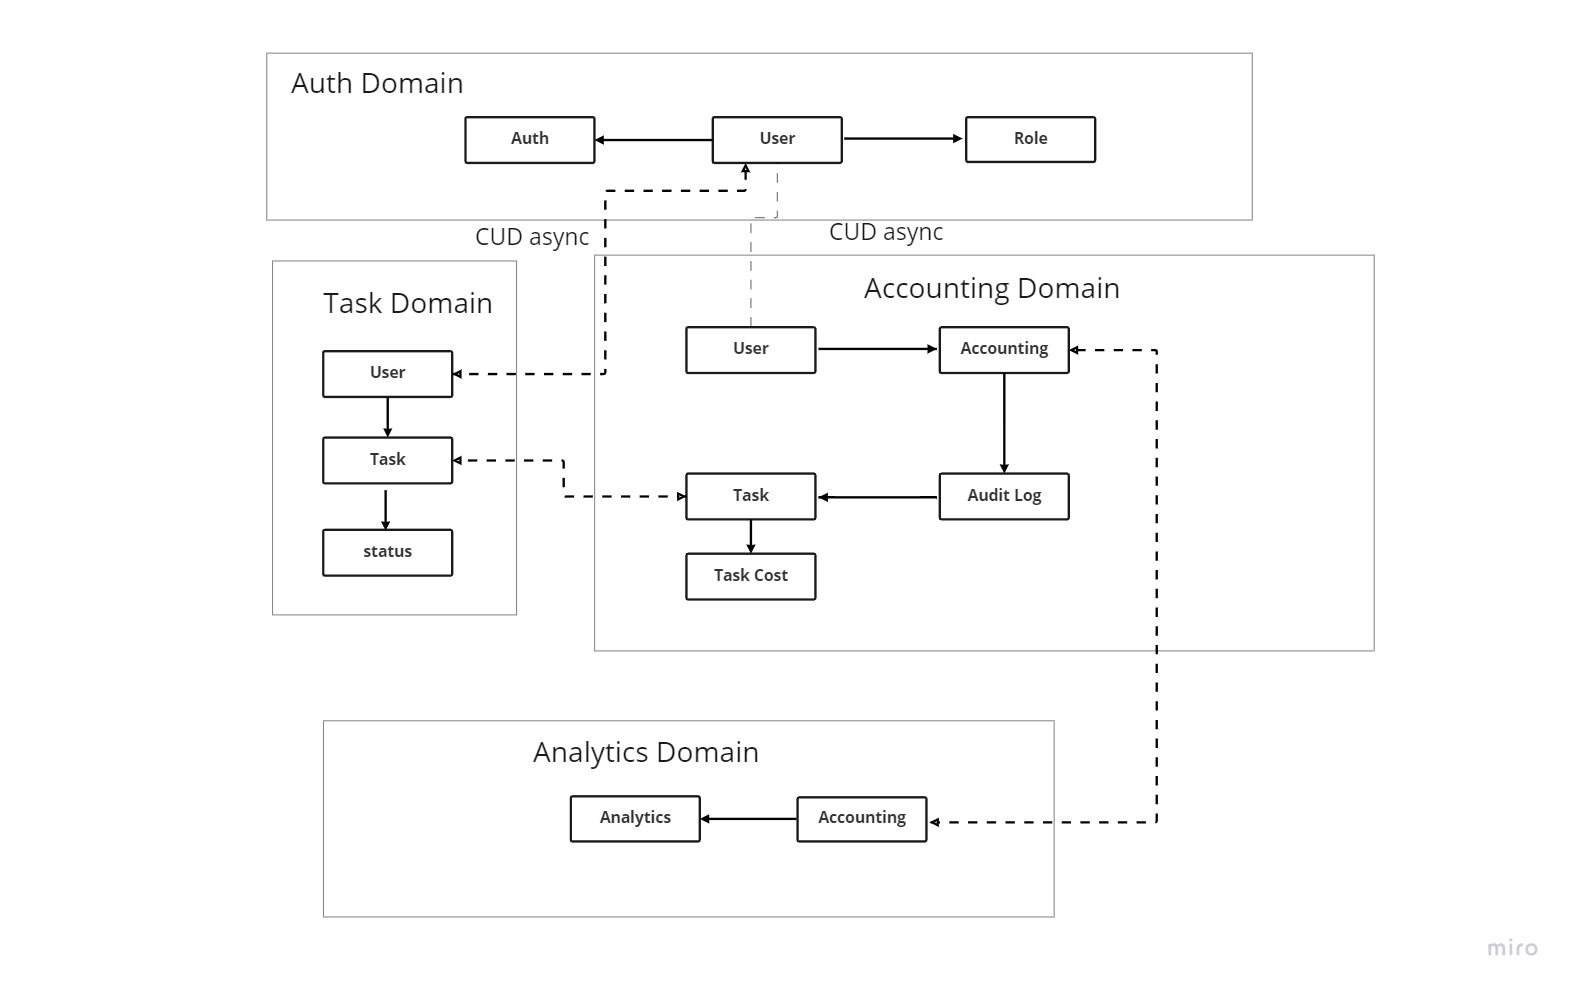 Auth Domain
Auth
User
Role
CUD async
CUD async
Task Domain
User
Task
status
Accounting Domain
User
Accounting
Task
Audit Log
Task Cost
Analytics Domain
Analytics
Accounting
miro